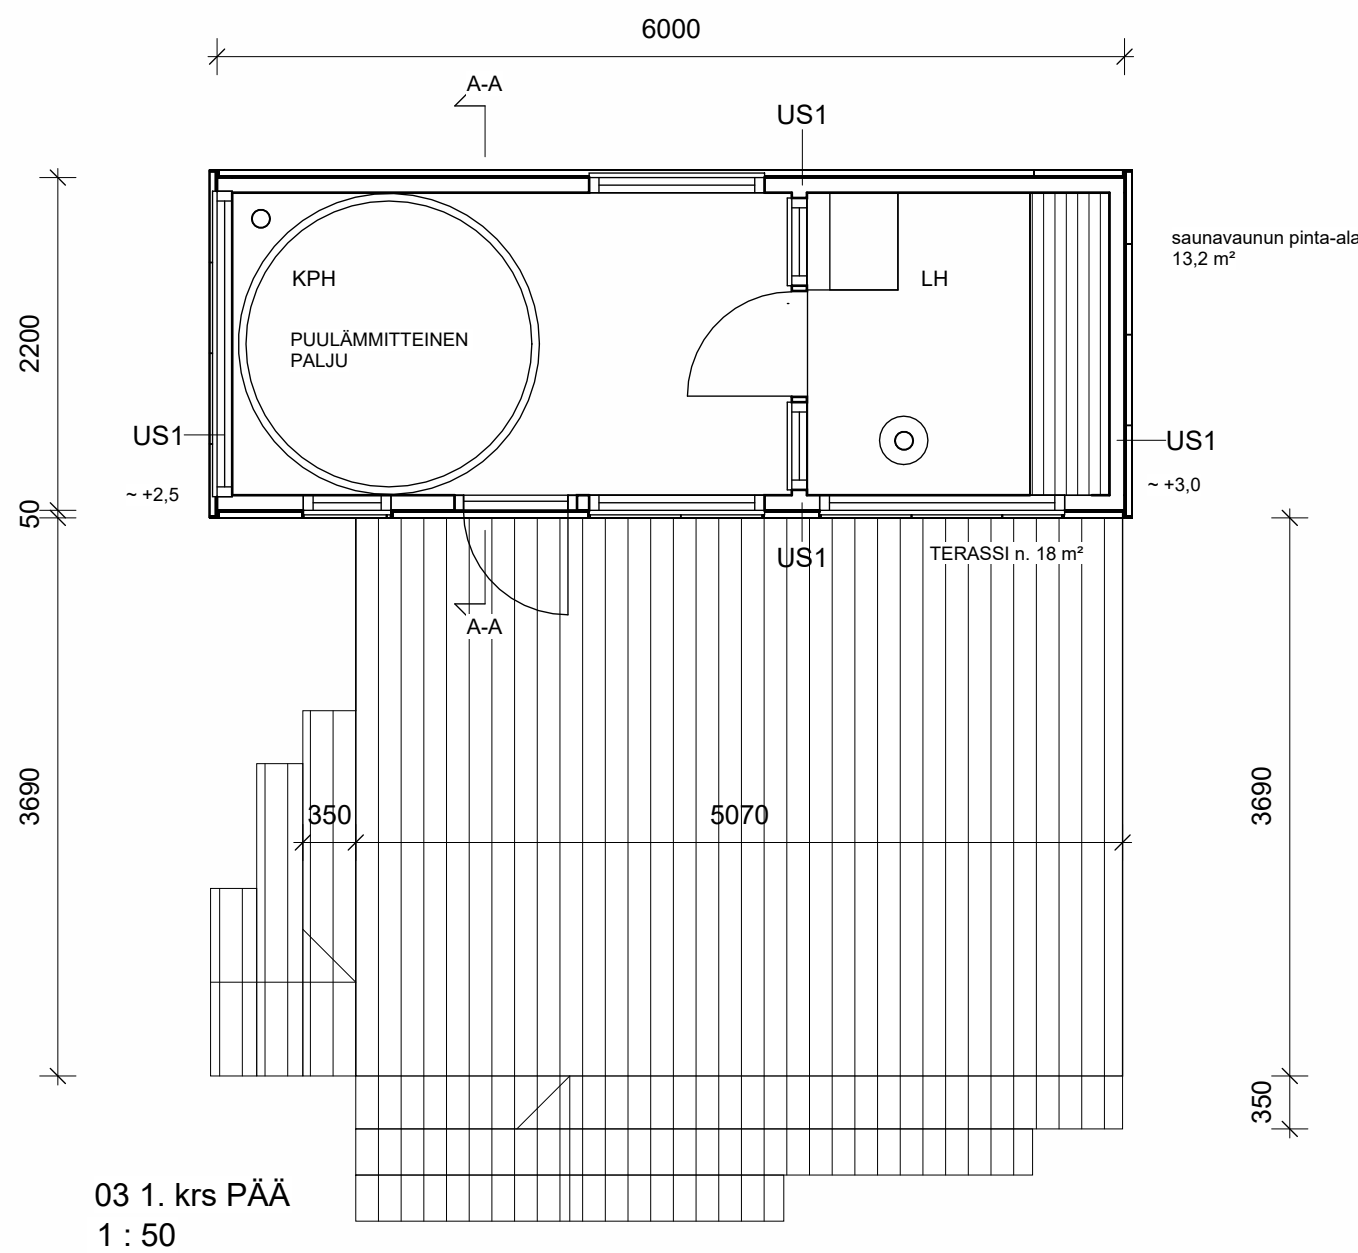 6000
A-A
US1
saunavaunun pinta-ala
13,2 m²
KPH
LH
2200
PUULÄMMITTEINEN
PALJU
US1
US1
~ +2,5
~ +3,0
50
US1
TERASSI n. 18 m²
A-A
3690
350
5070
3690
350
03 1. krs PÄÄ
1 : 50